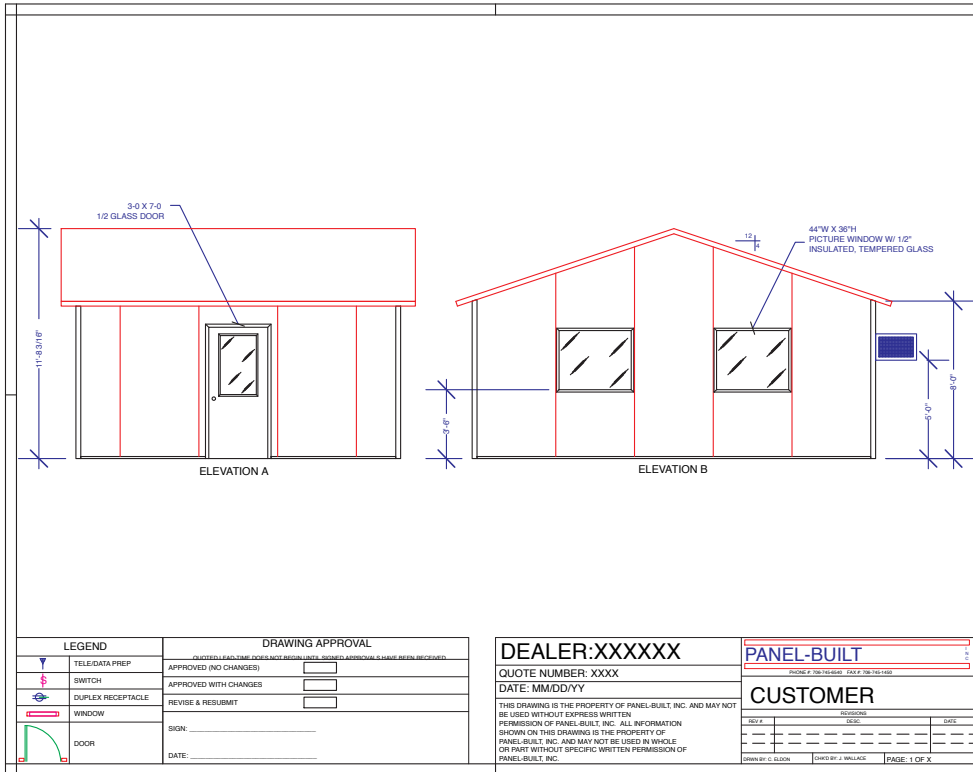 3-0 X 7-0
1/2 GLASS DOOR
11'-8 3/16"
ELEVATION A
44"W X 36"H
PICTURE WINDOW W/ 1/2"
INSULATED, TEMPERED GLASS
12
4
3'-6"
5'-0"
8'-0"
ELEVATION B
LEGEND
TELE/DATA PREP
SWITCH
DUPLEX RECEPTACLE
WINDOW
DOOR
DRAWING APPROVAL
QUOTED LEAD-TIME DOES NOT BEGIN UNTIL SIGNED APPROVALS HAVE BEEN RECEIVED
APPROVED (NO CHANGES)
APPROVED WITH CHANGES
REVISE & RESUBMIT
SIGN:
DATE:
DEALER:XXXXXX
QUOTE NUMBER: XXXX
DATE: MM/DD/YY
THIS DRAWING IS THE PROPERTY OF PANEL-BUILT, INC. AND MAY NOT
BE USED WITHOUT EXPRESS WRITTEN
PERMISSION OF PANEL-BUILT, INC. ALL INFORMATION
SHOWN ON THIS DRAWING IS THE PROPERTY OF
PANEL-BUILT, INC. AND MAY NOT BE USED IN WHOLE
OR PART WITHOUT SPECIFIC WRITTEN PERMISSION OF
PANEL-BUILT, INC.
PANEL-BUILT
INC
CUSTOMER
REVISIONS
REV # DESC. DATE
DRWN BY: C. ELDON CHK'D BY: J. WALLACE PAGE: 1 OF X